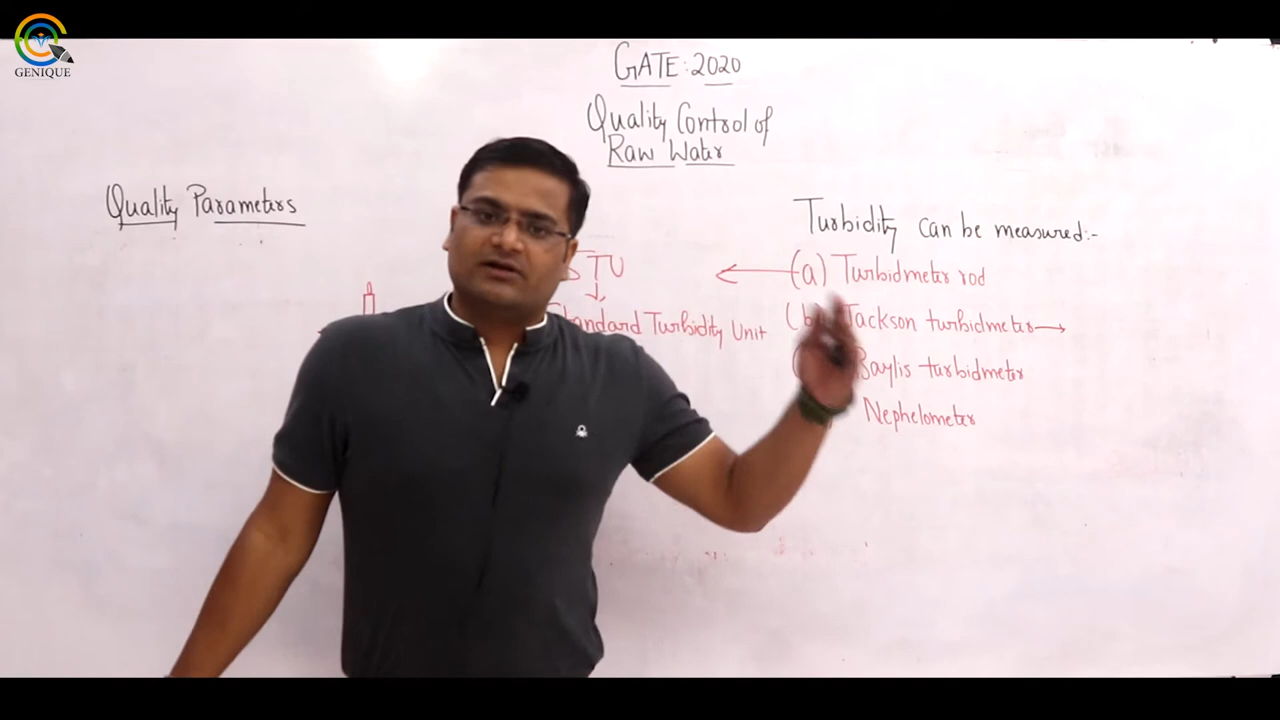 GENIQUE
GATE: 2020
Quality Control of
Raw Water
Quality Parameters
TU
Standard Turbidity Unit
Turbidity can be measured:-
(a) Turbidmeter rod
(b) Jackson turbidmeter
Baylis turbidmeter
Nephelometer